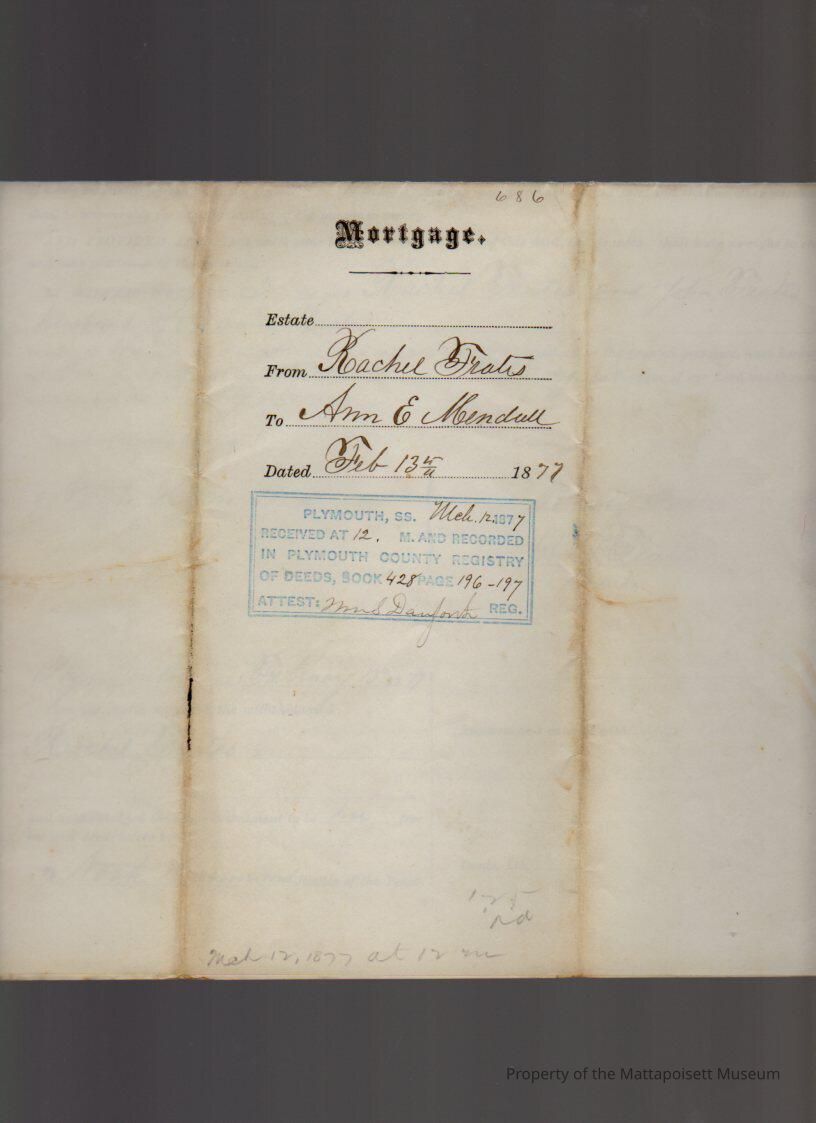 686
Mortgage.
Estate
From Rachel Frates
To Ann E Mendell
Dated Feb 13th 1877
PLYMOUTH, SS. Mch. 12. 1877
RECEIVED AT 12. M. AND RECORDED
IN PLYMOUTH COUNTY REGISTRY
OF DEEDS, BOOK 428 PAGE 196-197
ATTEST: Wm S Danforth REG.
125
pd
Mch 12, 1877 at 12 m
Property of the Mattapoisett Museum